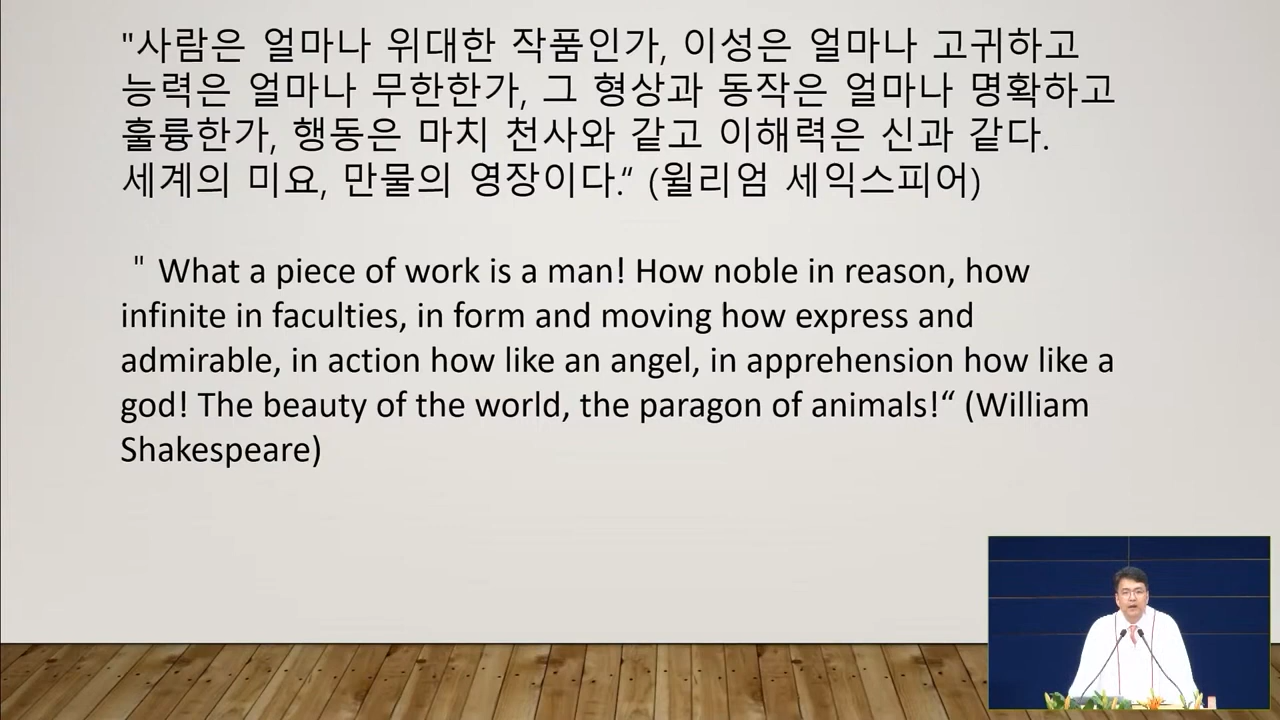 "사람은 얼마나 위대한 작품인가, 이성은 얼마나 고귀하고
능력은 얼마나 무한한가, 그 형상과 동작은 얼마나 명확하고
훌륭한가, 행동은 마치 천사와 같고 이해력은 신과 같다.
세계의 미요, 만물의 영장이다.“ (윌리엄 세익스피어)
" What a piece of work is a man! How noble in reason, how
infinite in faculties, in form and moving how express and
admirable, in action how like an angel, in apprehension how like a
god! The beauty of the world, the paragon of animals!“ (William
Shakespeare)